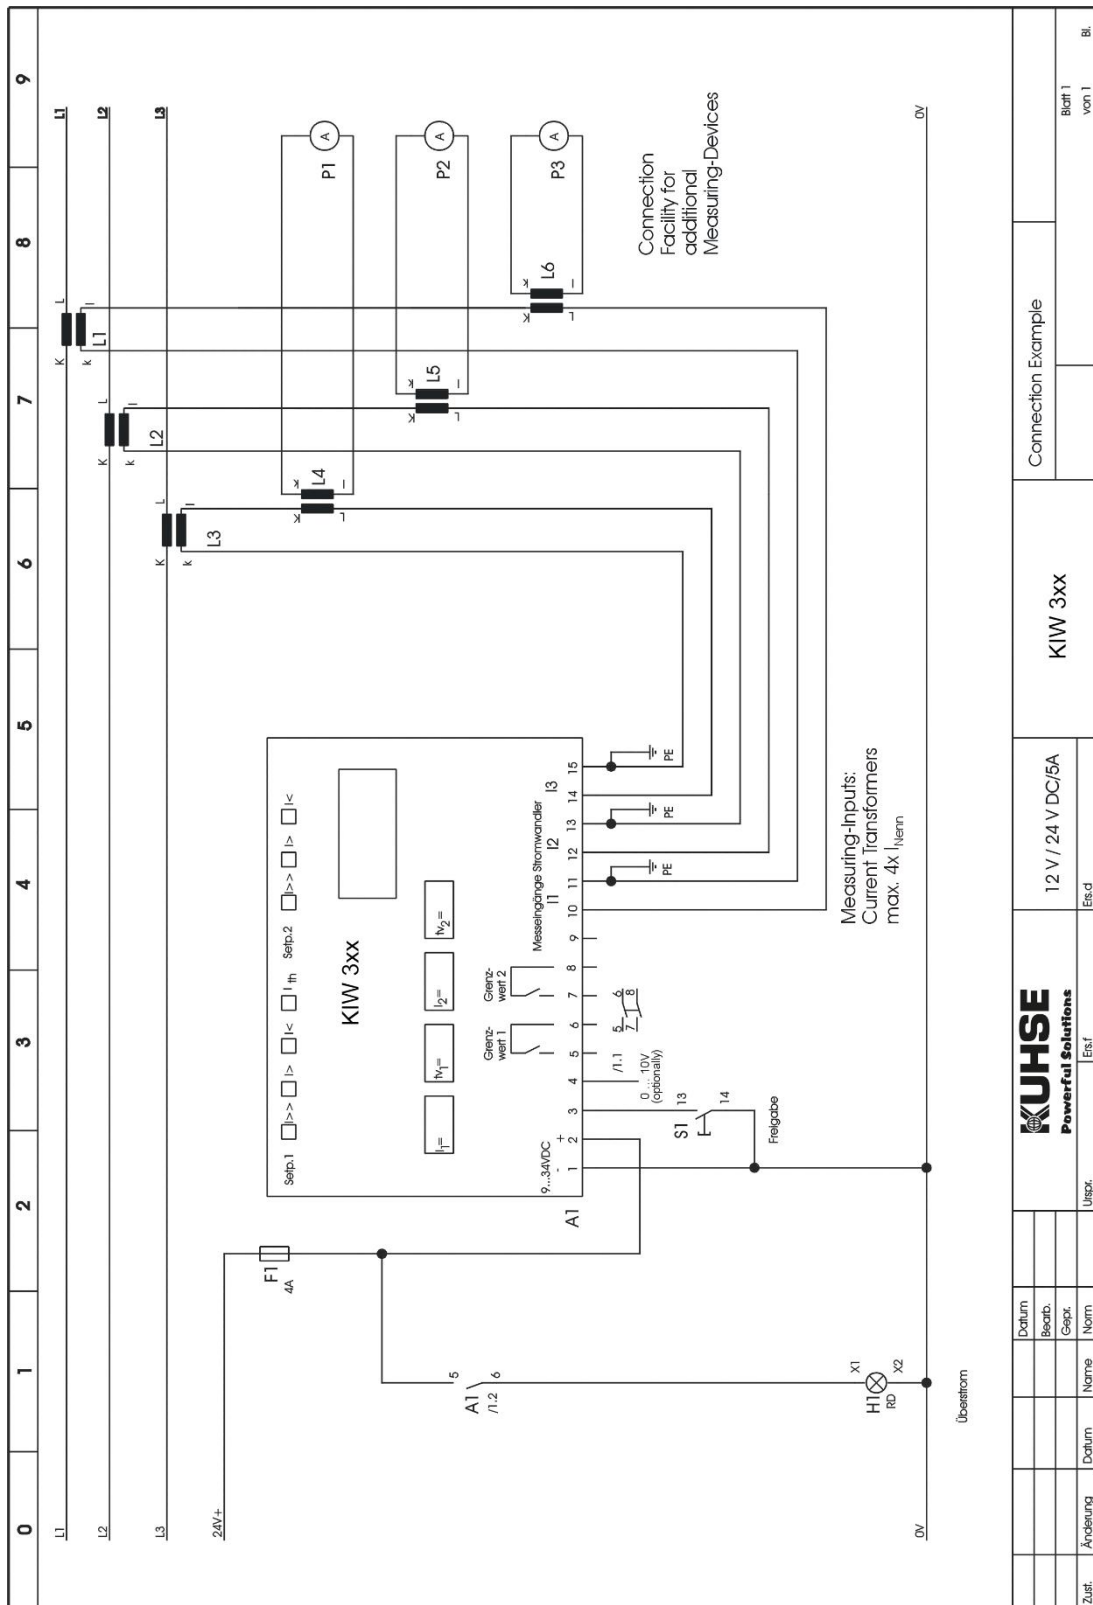 0 1 2 3 4 5 6 7 8 9
L1 L1
L2 L2
L3 L3
K L
k l
L1
K L
k l
L2
K L
k l
L3
24V+
F1
4A
Setp.1 I>> I> I< I th Setp.2 I>> I> I<
KIW 3xx
I1= tv1= I2= tv2=
Grenz-
wert 1
Grenz-
wert 2
Messeingänge Stromwandler
9...34VDC
I1 I2 I3
- +
1 2 3 4 5 6 7 8 9 10 11 12 13 14 15
A1
PE PE PE
K k
L l
L4
K k
L l
L5
K k
L l
L6
A
P1
A
P2
A
P3
Connection
Facility for
additional
Measuring-Devices
0 ... 10V
(optionally)
/1.1
5 6
7 8
S1
13
14
Freigabe
Measuring-Inputs:
Current Transformers
max. 4x INenn
A1
/1.2
5
6
H1
RD
X1
X2
0V 0V
Überstrom
Datum
Bearb.
Gepr.
Norm
Zust. Änderung Datum Name
KUHSE
Powerful Solutions
Urspr. Ers.f Ers.d
12 V / 24 V DC/5A
KIW 3xx
Connection Example
Blatt 1
von 1 Bl.